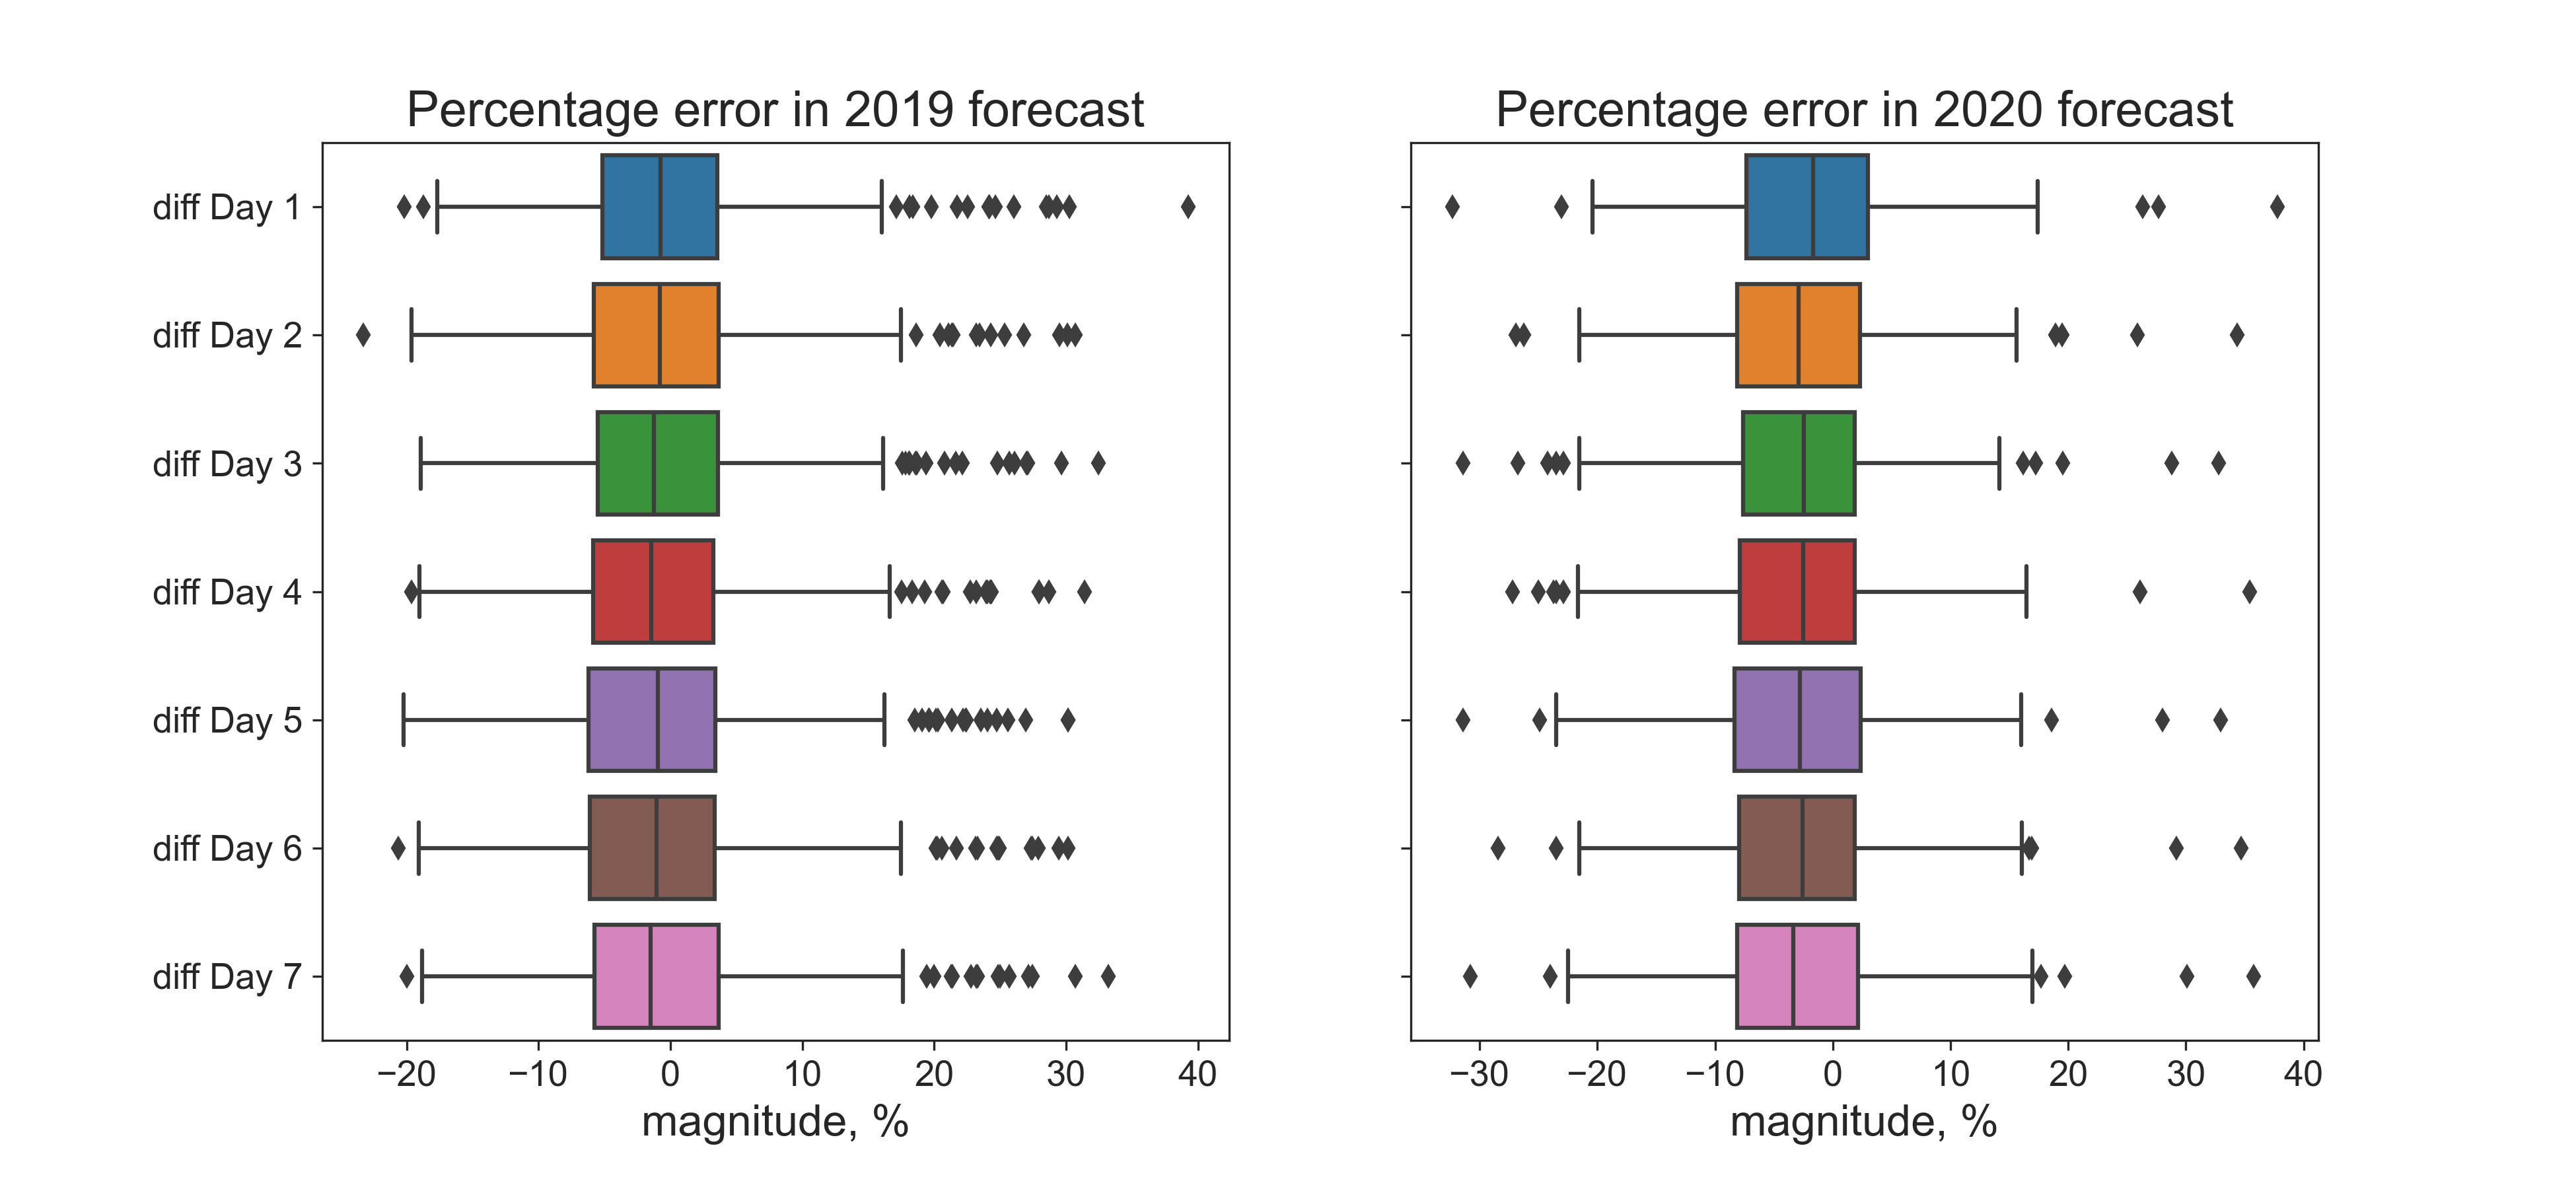 Percentage error in 2019 forecast
diff Day 1
diff Day 2
diff Day 3
diff Day 4
diff Day 5
diff Day 6
diff Day 7
−20 −10 0 10 20 30 40
magnitude, %
Percentage error in 2020 forecast
−30 −20 −10 0 10 20 30 40
magnitude, %